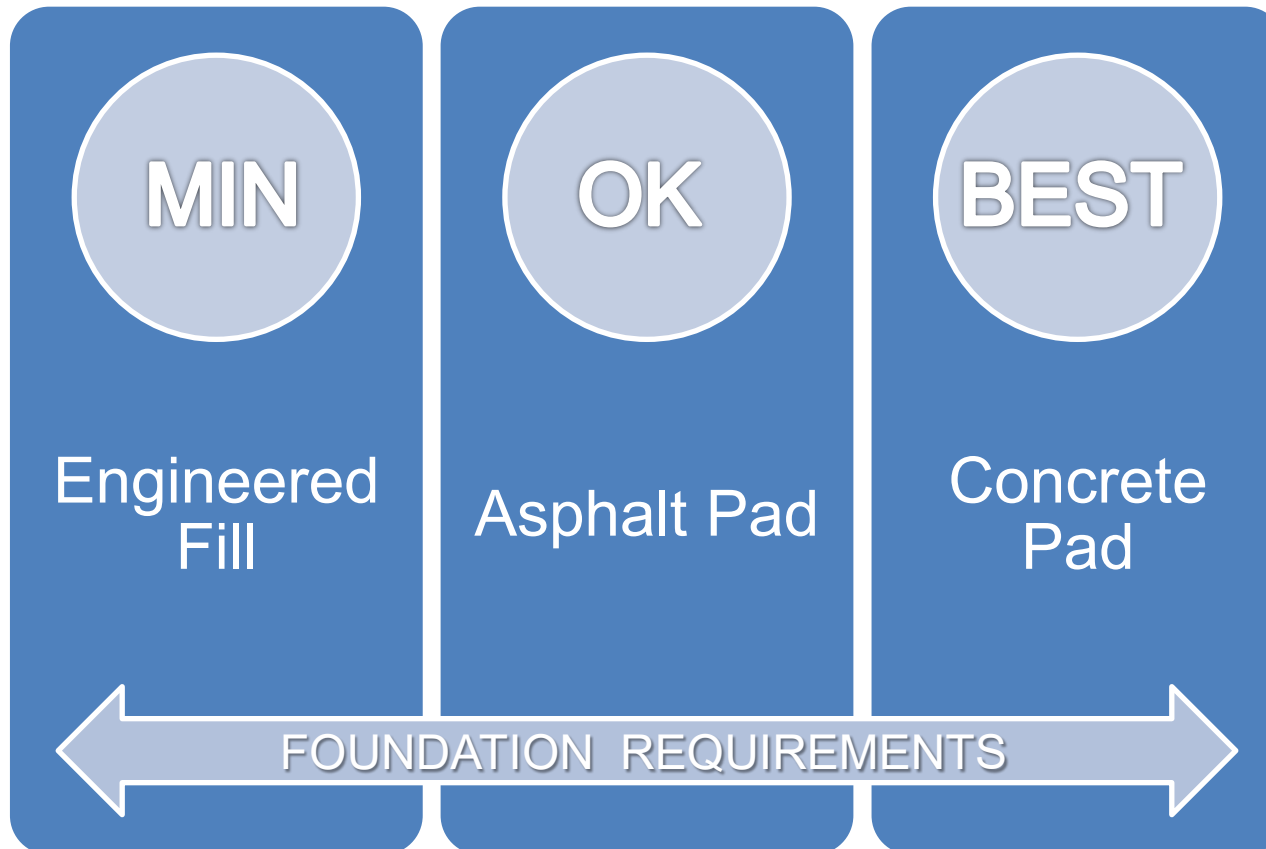 MIN
OK
BEST
Engineered
Fill
Asphalt Pad
Concrete
Pad
FOUNDATION REQUIREMENTS